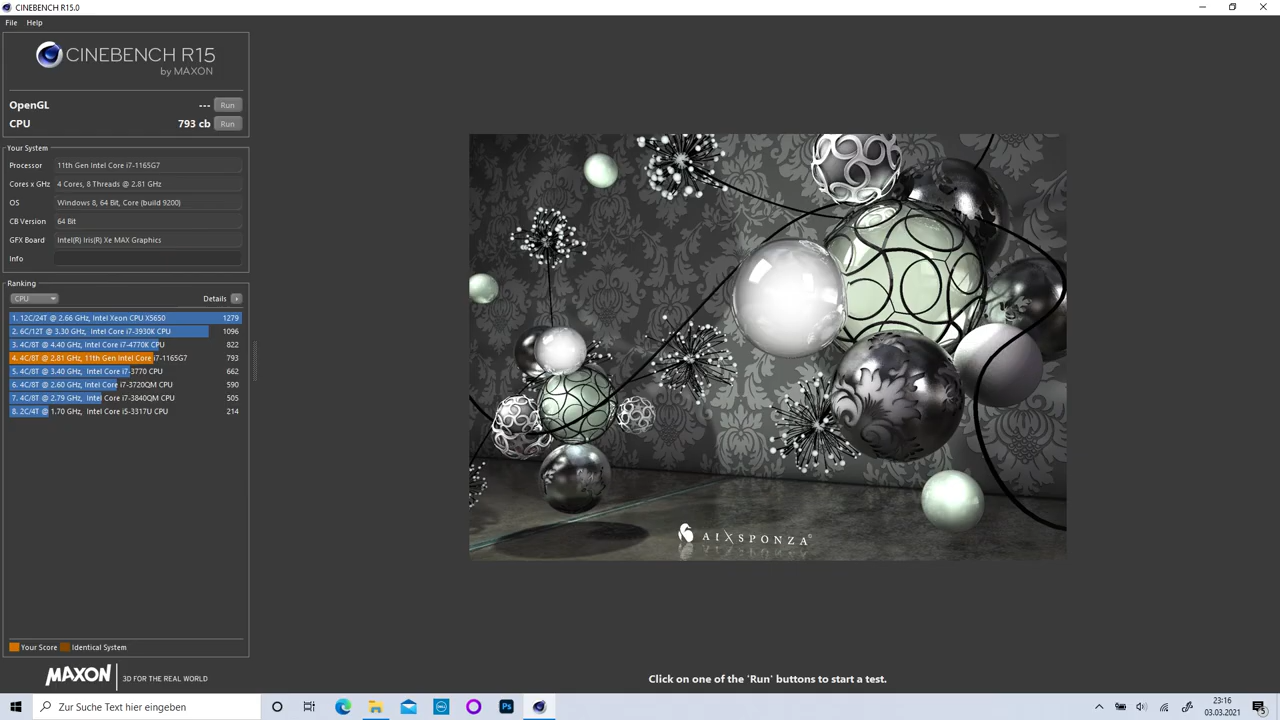 CINEBENCH R15.0
File Help
CINEBENCH R15
by MAXON
OpenGL --- Run
CPU 793 cb Run
Your System
Processor 11th Gen Intel Core i7-1165G7
Cores x GHz 4 Cores, 8 Threads @ 2.81 GHz
OS Windows 8, 64 Bit, Core (build 9200)
CB Version 64 Bit
GFX Board Intel(R) Iris(R) Xe MAX Graphics
Info
Ranking
CPU Details
1. 12C/24T @ 2.66 GHz, Intel Xeon CPU X5650 1279
2. 6C/12T @ 3.30 GHz, Intel Core i7-3930K CPU 1096
3. 4C/8T @ 4.40 GHz, Intel Core i7-4770K CPU 822
4. 4C/8T @ 2.81 GHz, 11th Gen Intel Core i7-1165G7 793
5. 4C/8T @ 3.40 GHz, Intel Core i7-3770 CPU 662
6. 4C/8T @ 2.60 GHz, Intel Core i7-3720QM CPU 590
7. 4C/8T @ 2.79 GHz, Intel Core i7-3840QM CPU 505
8. 2C/4T @ 1.70 GHz, Intel Core i5-3317U CPU 214
AIXSPONZA©
Your Score Identical System
MAXON 3D FOR THE REAL WORLD
Click on one of the 'Run' buttons to start a test.
Zur Suche Text hier eingeben
DELL
Ps
23:16
03.03.2021
5